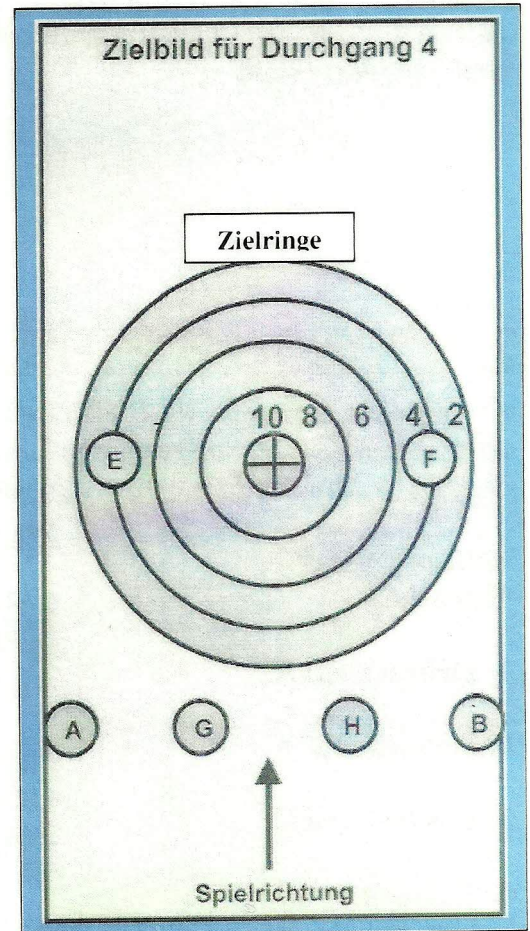 Zielbild für Durchgang 4
Zielringe
10 8 6 4 2
E F
A G H B
Spielrichtung